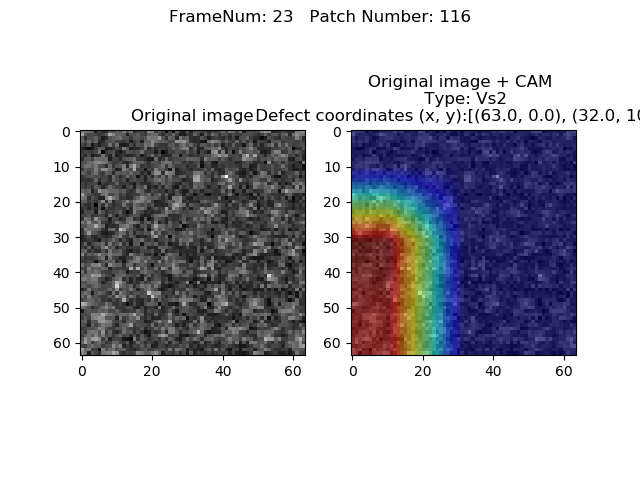 FrameNum: 23   Patch Number: 116
Original image
Original image + CAM
Type: Vs2
Defect coordinates (x, y):[(63.0, 0.0), (32.0, 10
0
10
20
30
40
50
60
0 20 40 60
0
10
20
30
40
50
60
0 20 40 60